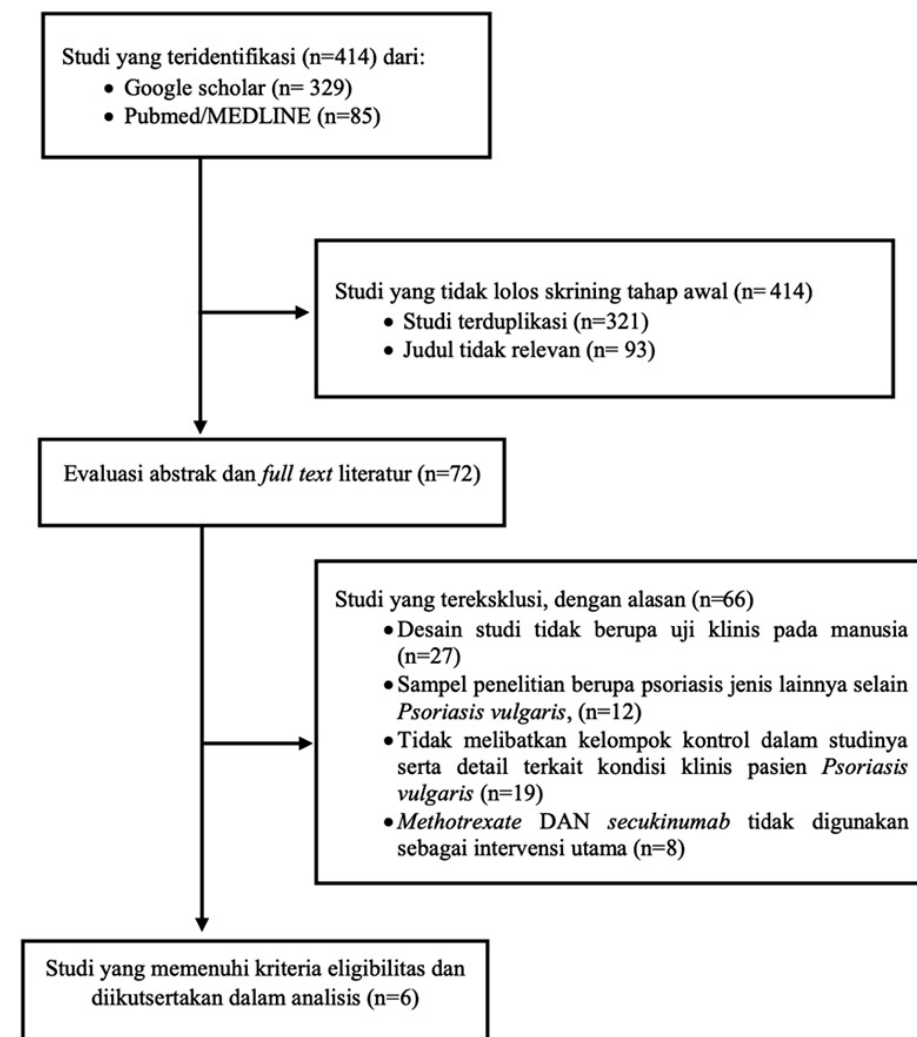 Studi yang teridentifikasi (n=414) dari:
• Google scholar (n= 329)
• Pubmed/MEDLINE (n=85)
Studi yang tidak lolos skrining tahap awal (n= 414)
• Studi terduplikasi (n=321)
• Judul tidak relevan (n= 93)
Evaluasi abstrak dan full text literatur (n=72)
Studi yang tereksklusi, dengan alasan (n=66)
• Desain studi tidak berupa uji klinis pada manusia
(n=27)
• Sampel penelitian berupa psoriasis jenis lainnya selain
Psoriasis vulgaris, (n=12)
• Tidak melibatkan kelompok kontrol dalam studinya
serta detail terkait kondisi klinis pasien Psoriasis
vulgaris (n=19)
• Methotrexate DAN secukinumab tidak digunakan
sebagai intervensi utama (n=8)
Studi yang memenuhi kriteria eligibilitas dan
diikutsertakan dalam analisis (n=6)